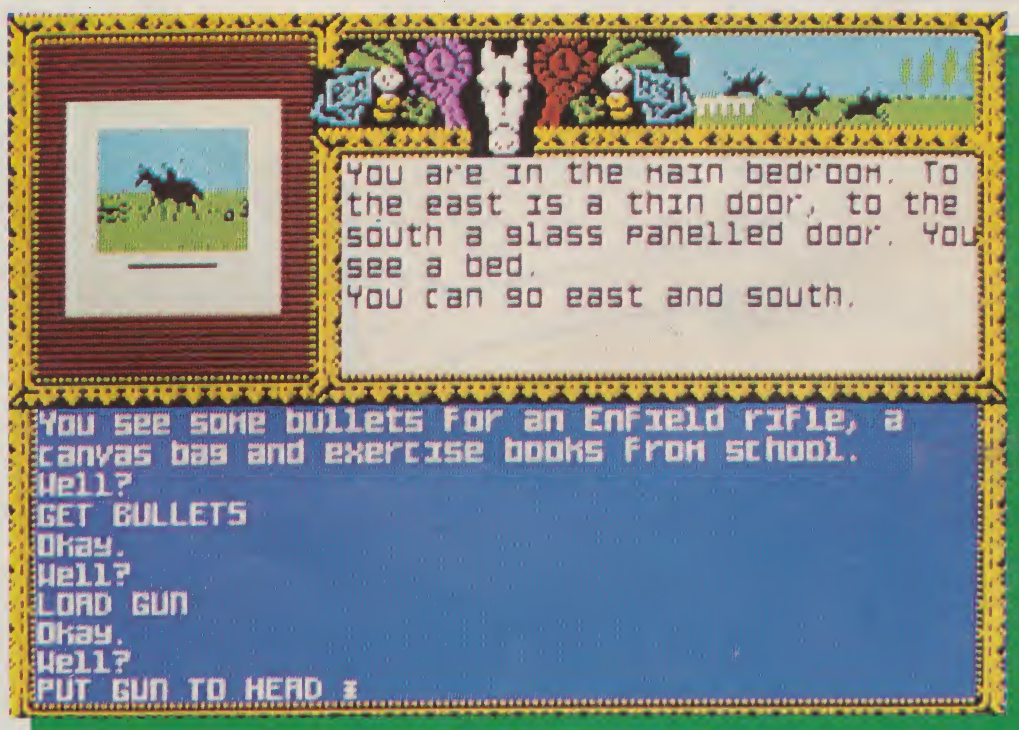 You are in the main bedroom. To
the east is a thin door, to the
south a glass panelled door. You
see a bed.
You can go east and south.
You see some bullets for an Enfield rifle, a
canvas bag and exercise books from school.
Well?
GET BULLETS
Okay.
Well?
LOAD GUN
Okay.
Well?
PUT GUN TO HEAD